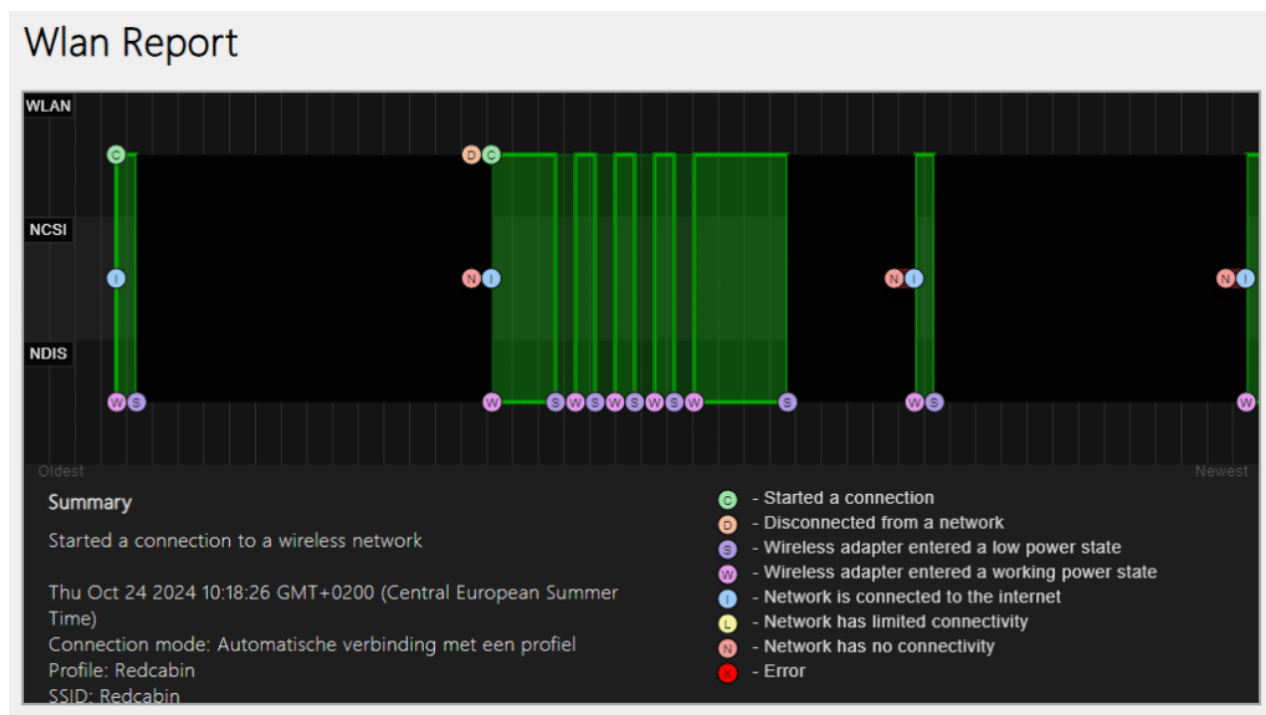 Wlan Report
WLAN
C
D C
NCSI
I
N I
N I
N I
NDIS
W S
W
S W S W S W S W
S
W S
W
Oldest
Newest
Summary
Started a connection to a wireless network
Thu Oct 24 2024 10:18:26 GMT+0200 (Central European Summer
Time)
Connection mode: Automatische verbinding met een profiel
Profile: Redcabin
SSID: Redcabin
C - Started a connection
D - Disconnected from a network
S - Wireless adapter entered a low power state
W - Wireless adapter entered a working power state
I - Network is connected to the internet
L - Network has limited connectivity
N - Network has no connectivity
X - Error